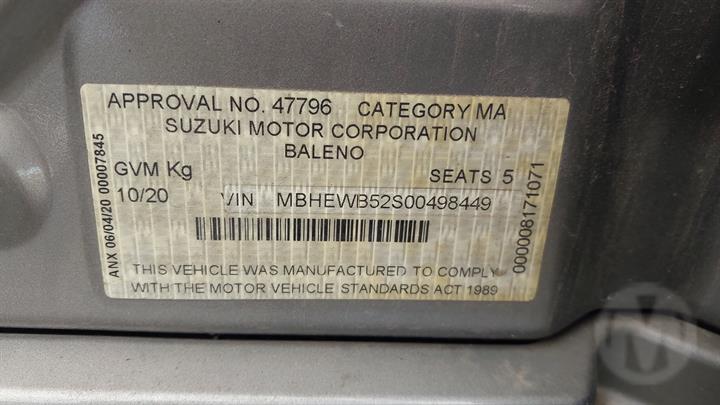 APPROVAL NO. 47796 CATEGORY MA
SUZUKI MOTOR CORPORATION
BALENO
GVM Kg SEATS 5
10/20 VIN MBHEWB52S00498449
THIS VEHICLE WAS MANUFACTURED TO COMPLY
WITH THE MOTOR VEHICLE STANDARDS ACT 1989
ANX 06/04/20 00007845
000008171071
M